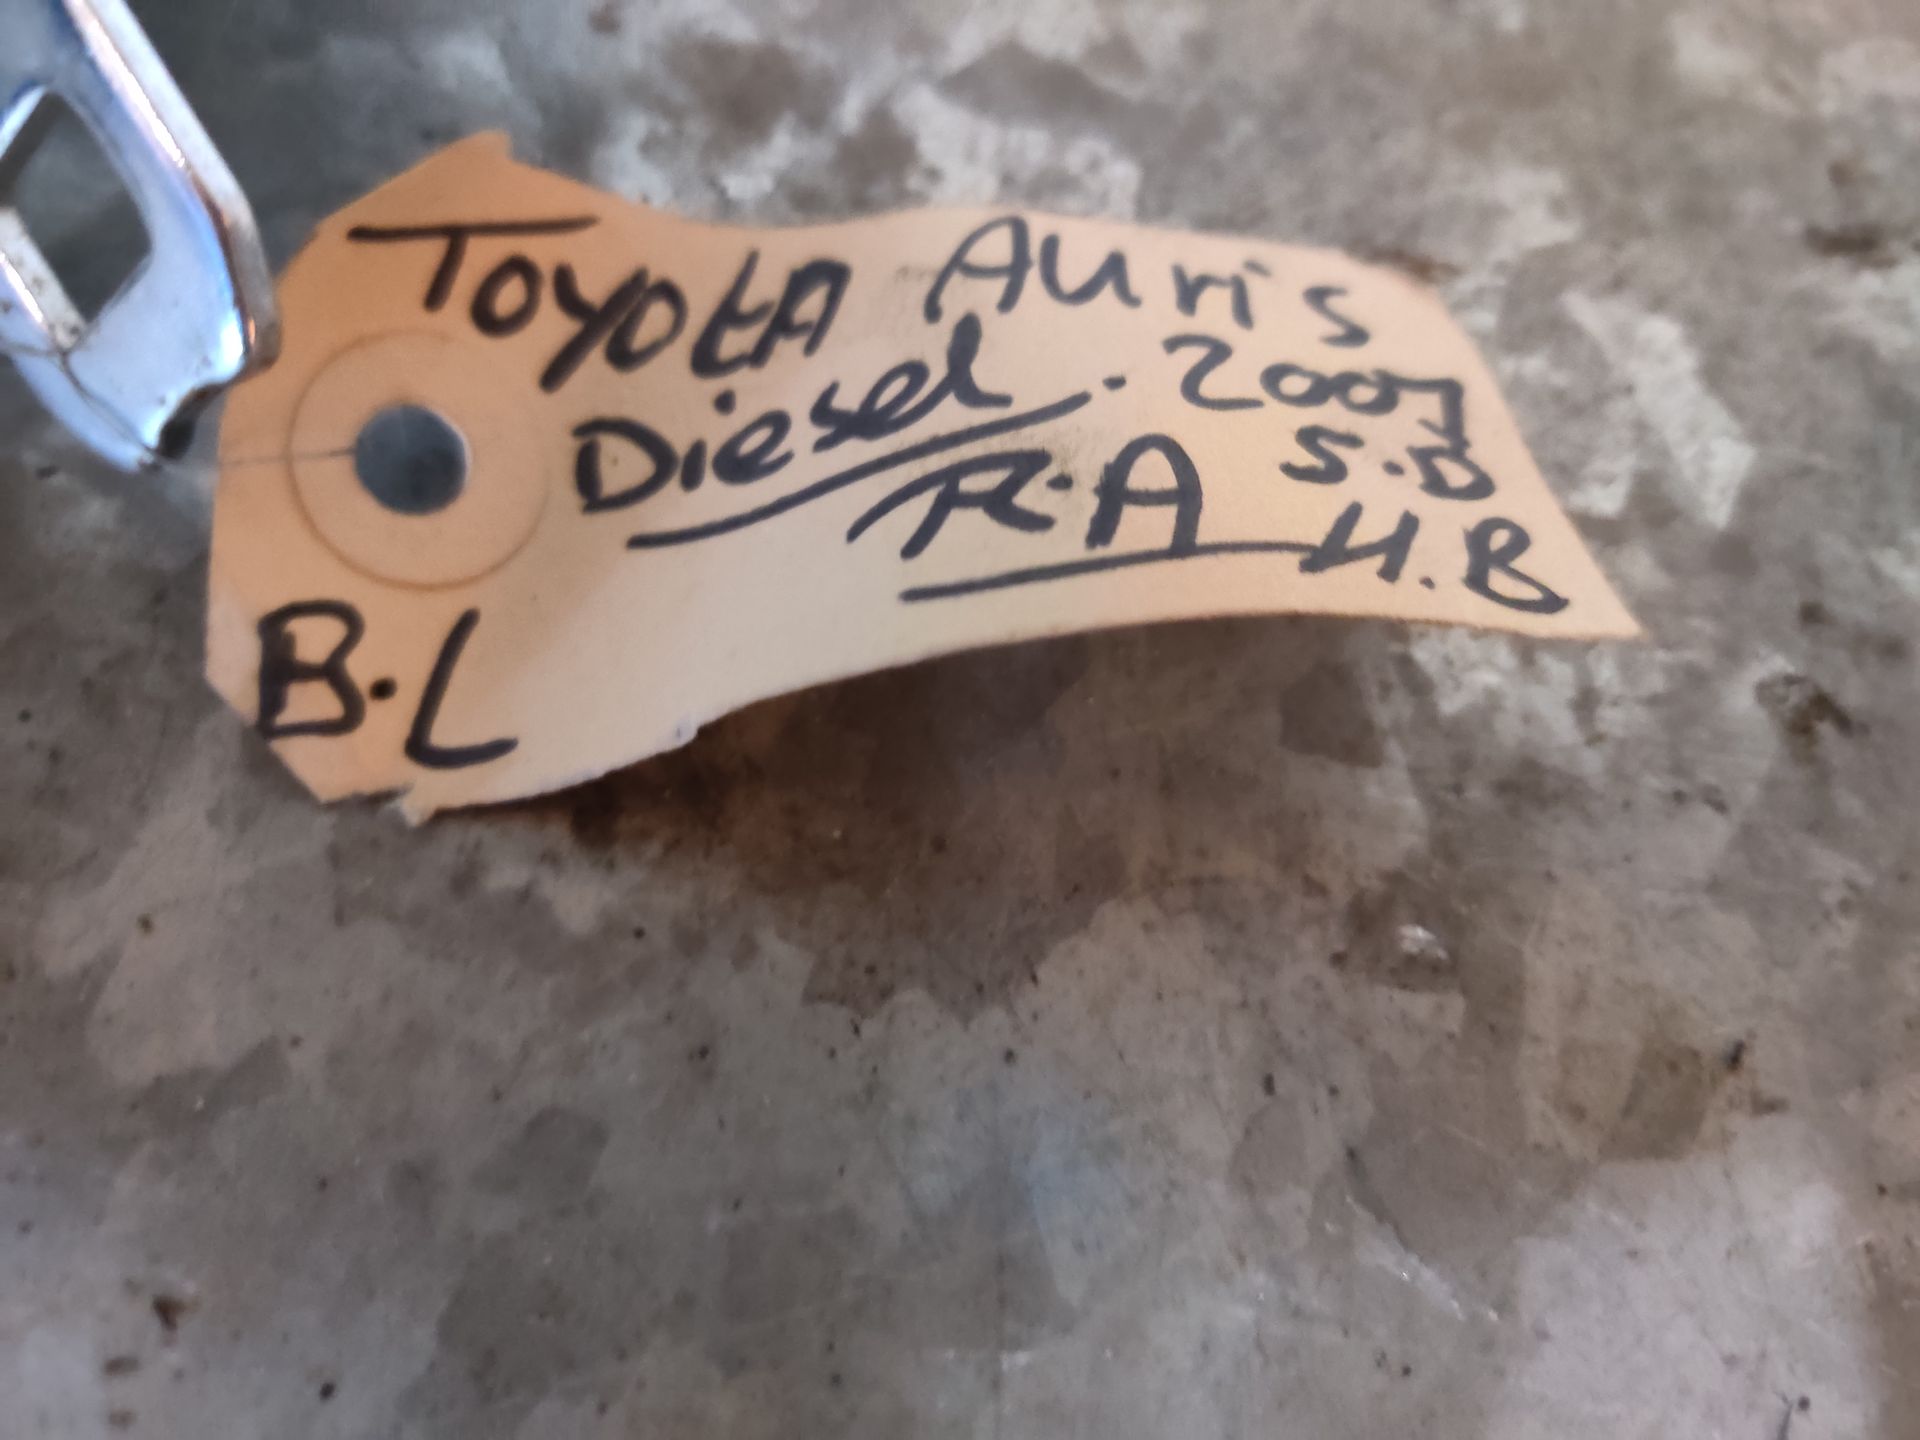 TOYOTA AUris
Diesel . 2007
R.A S.D
H.B
B.L